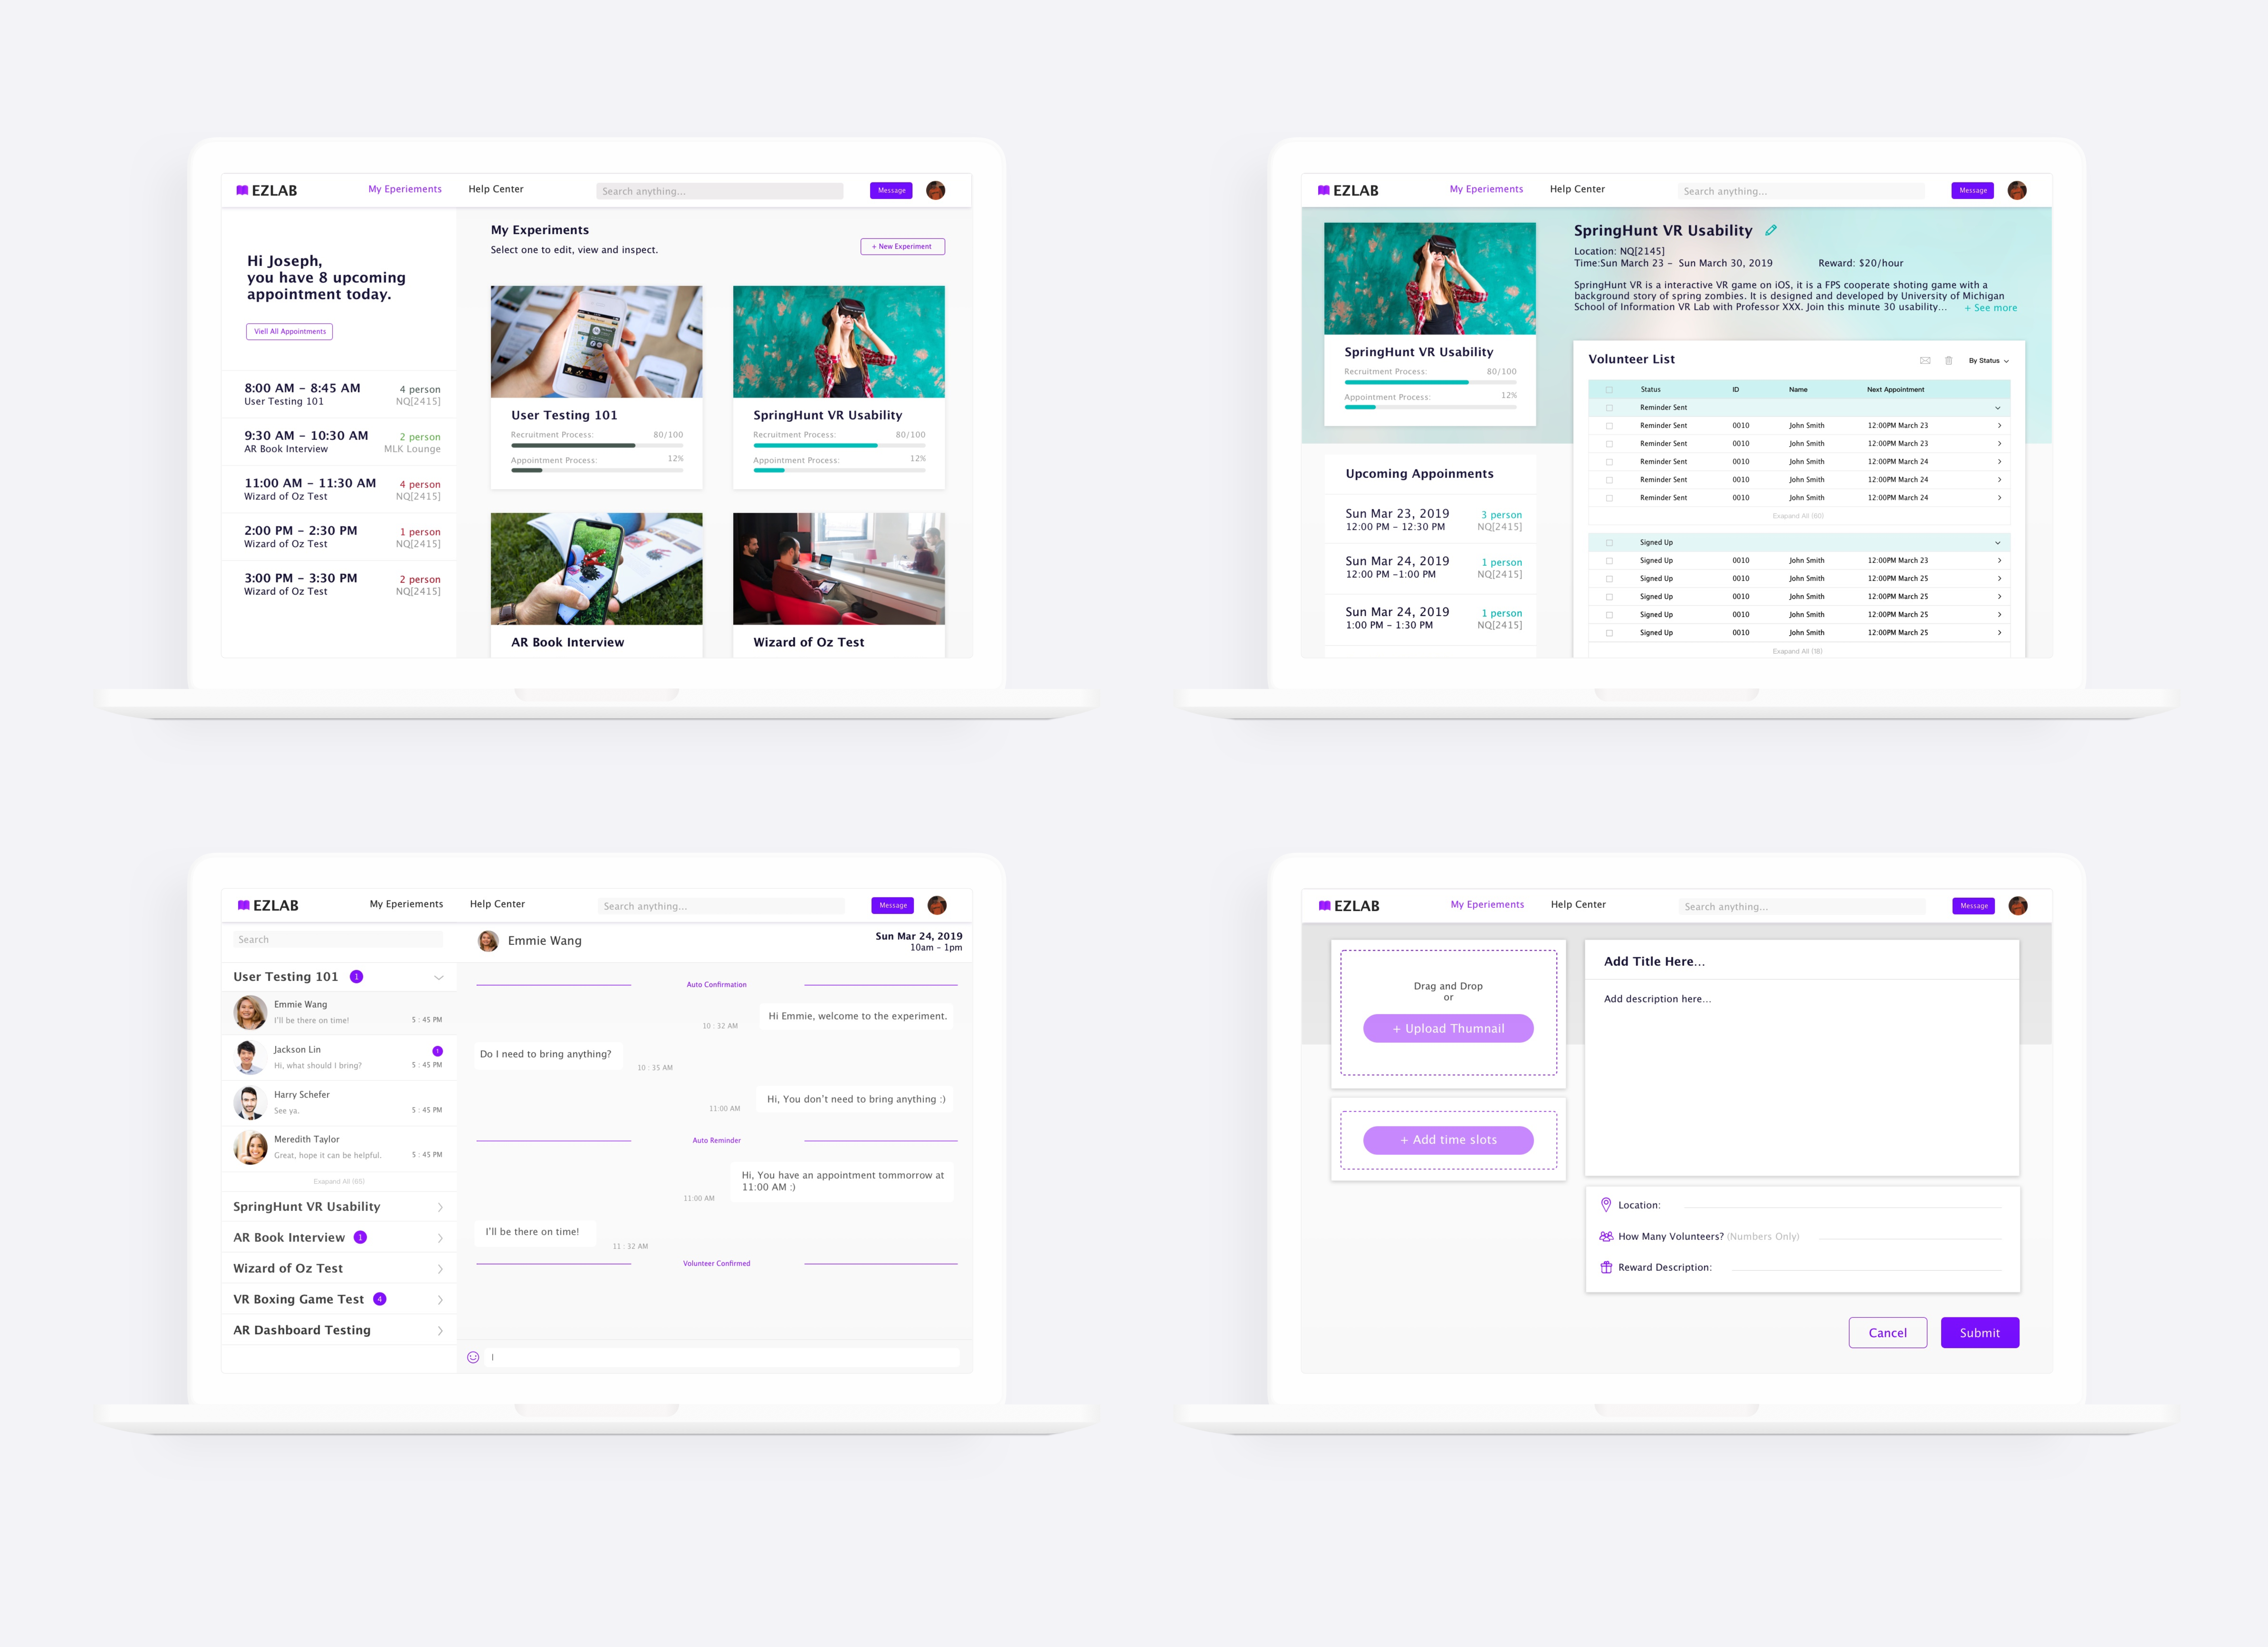 EZLAB
My Eperiements
Help Center
Search anything...
Message
Hi Joseph,
you have 8 upcoming
appointment today.
Viell All Appointments
8:00 AM – 8:45 AM
4 person
User Testing 101
NQ[2415]
9:30 AM – 10:30 AM
2 person
AR Book Interview
MLK Lounge
11:00 AM – 11:30 AM
4 person
Wizard of Oz Test
NQ[2415]
2:00 PM – 2:30 PM
1 person
Wizard of Oz Test
NQ[2415]
3:00 PM – 3:30 PM
2 person
Wizard of Oz Test
NQ[2415]
My Experiments
Select one to edit, view and inspect.
+ New Experiment
User Testing 101
Recruitment Process:
80/100
Appointment Process:
12%
SpringHunt VR Usability
Recruitment Process:
80/100
Appointment Process:
12%
AR Book Interview
Wizard of Oz Test
EZLAB
My Eperiements
Help Center
Search anything...
Message
SpringHunt VR Usability
Recruitment Process:
80/100
Appointment Process:
12%
Upcoming Appoinments
Sun Mar 23, 2019
3 person
12:00 PM – 12:30 PM
NQ[2415]
Sun Mar 24, 2019
1 person
12:00 PM –1:00 PM
NQ[2415]
Sun Mar 24, 2019
1 person
1:00 PM – 1:30 PM
NQ[2415]
SpringHunt VR Usability
Location: NQ[2145]
Time:Sun March 23 – Sun March 30, 2019
Reward: $20/hour
SpringHunt VR is a interactive VR game on iOS, it is a FPS cooperate shoting game with a
background story of spring zombies. It is designed and developed by University of Michigan
School of Information VR Lab with Professor XXX. Join this minute 30 usability...
+ See more
Volunteer List
By Status
Status ID Name Next Appointment
Reminder Sent
Reminder Sent 0010 John Smith 12:00PM March 23
Reminder Sent 0010 John Smith 12:00PM March 23
Reminder Sent 0010 John Smith 12:00PM March 24
Reminder Sent 0010 John Smith 12:00PM March 24
Reminder Sent 0010 John Smith 12:00PM March 24
Exapand All (60)
Signed Up
Signed Up 0010 John Smith 12:00PM March 23
Signed Up 0010 John Smith 12:00PM March 25
Signed Up 0010 John Smith 12:00PM March 25
Signed Up 0010 John Smith 12:00PM March 25
Signed Up 0010 John Smith 12:00PM March 25
Exapand All (18)
EZLAB
My Eperiements
Help Center
Search anything...
Message
Search
User Testing 101
1
Emmie Wang
I'll be there on time!
5 : 45 PM
Jackson Lin
1
Hi, what should I bring?
5 : 45 PM
Harry Schefer
See ya.
5 : 45 PM
Meredith Taylor
Great, hope it can be helpful.
5 : 45 PM
Exapand All (65)
SpringHunt VR Usability
AR Book Interview
1
Wizard of Oz Test
VR Boxing Game Test
4
AR Dashboard Testing
Emmie Wang
Sun Mar 24, 2019
10am – 1pm
Auto Confirmation
Hi Emmie, welcome to the experiment.
10 : 32 AM
Do I need to bring anything?
10 : 35 AM
Hi, You don't need to bring anything :)
11:00 AM
Auto Reminder
Hi, You have an appointment tommorrow at
11:00 AM :)
11:00 AM
I'll be there on time!
11 : 32 AM
Volunteer Confirmed
EZLAB
My Eperiements
Help Center
Search anything...
Message
Drag and Drop
or
+ Upload Thumnail
+ Add time slots
Add Title Here...
Add description here...
Location:
How Many Volunteers? (Numbers Only)
Reward Description:
Cancel
Submit